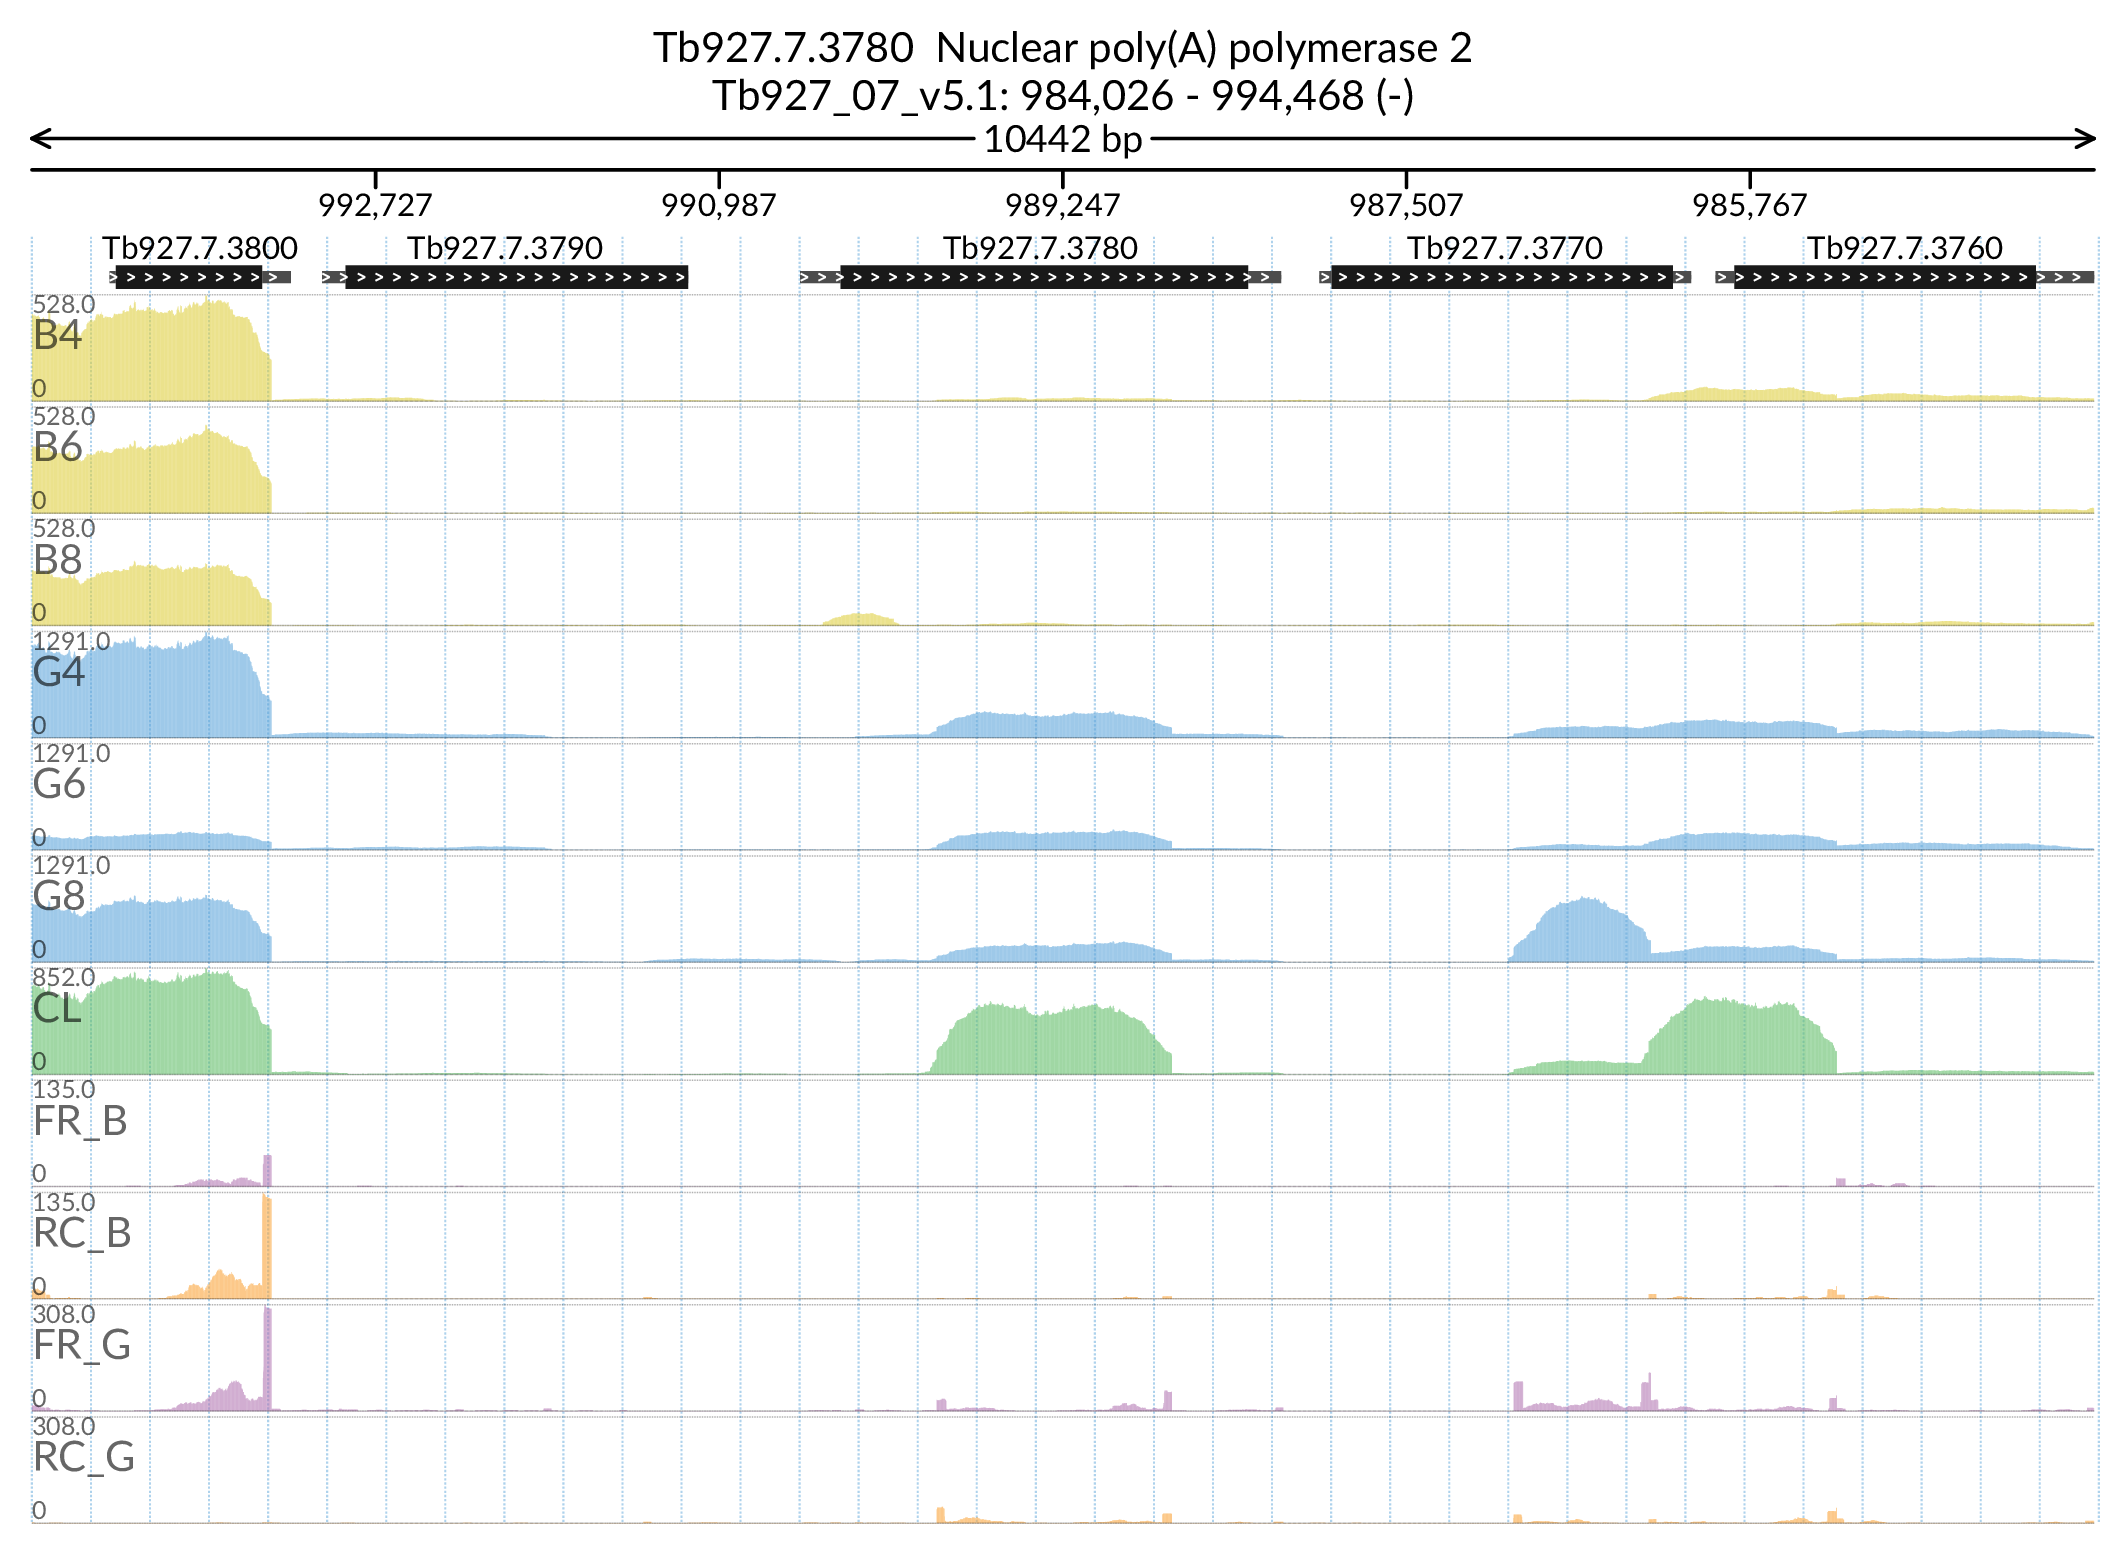 Tb927.7.3780  Nuclear poly(A) polymerase 2
Tb927_07_v5.1: 984,026 - 994,468 (-)
10442 bp
992,727 990,987 989,247 987,507 985,767
Tb927.7.3800 Tb927.7.3790 Tb927.7.3780 Tb927.7.3770 Tb927.7.3760
528.0
B4
0
528.0
B6
0
528.0
B8
0
1291.0
G4
0
1291.0
G6
0
1291.0
G8
0
852.0
CL
0
135.0
FR_B
0
135.0
RC_B
0
308.0
FR_G
0
308.0
RC_G
0